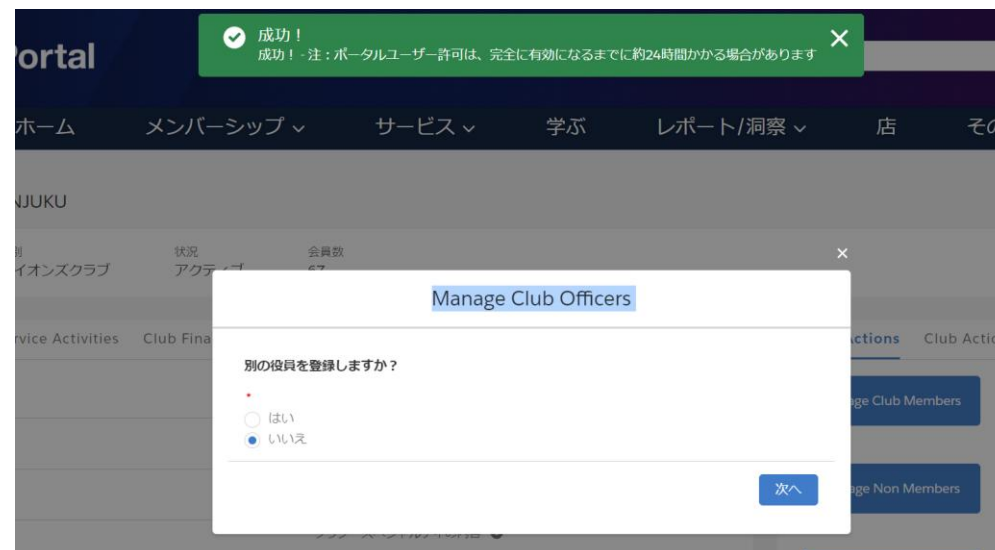 成功！
成功！- 注：ポータルユーザー許可は、完全に有効になるまでに約24時間かかる場合があります
ortal
ホーム メンバーシップ サービス 学ぶ レポート/洞察 店 その
NJUKU
状況 会員数
イオンズクラブ アクティブ 67
Manage Club Officers
rvice Activities Club Fina ctions Club Actio
別の役員を登録しますか？
*
はい
いいえ
age Club Members
次へ
age Non Members